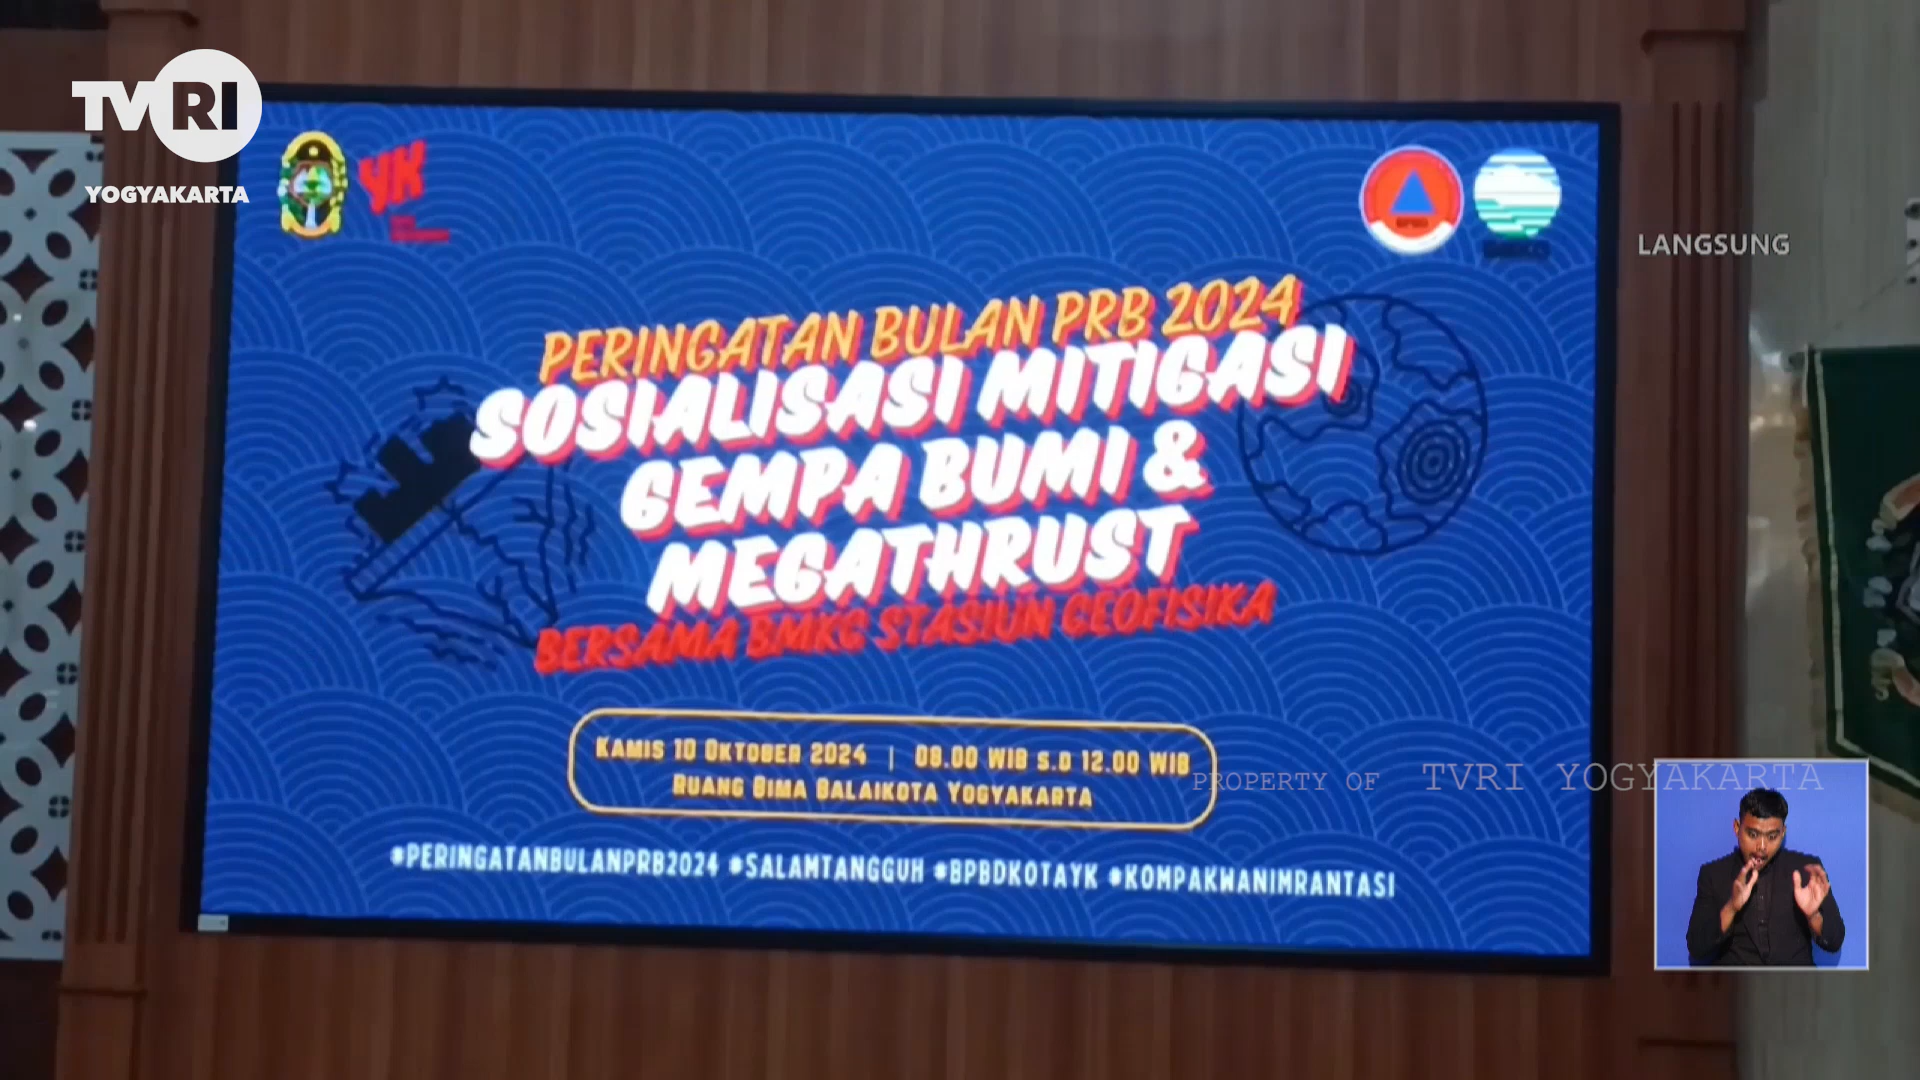 TVRI
YOGYAKARTA
YK
LANGSUNG
PERINGATAN BULAN PRB 2024
SOSIALISASI MITIGASI
GEMPA BUMI &
MEGATHRUST
BERSAMA BMKG STASIUN GEOFISIKA
KAMIS 10 OKTOBER 2024 | 08.00 WIB S.D 12.00 WIB
RUANG BIMA BALAIKOTA YOGYAKARTA
PROPERTY OF TVRI YOGYAKARTA
#PERINGATANBULANPRB2024 #SALAMTANGGUH #BPBDKOTAYK #KOMPAKWANIMRANTASI